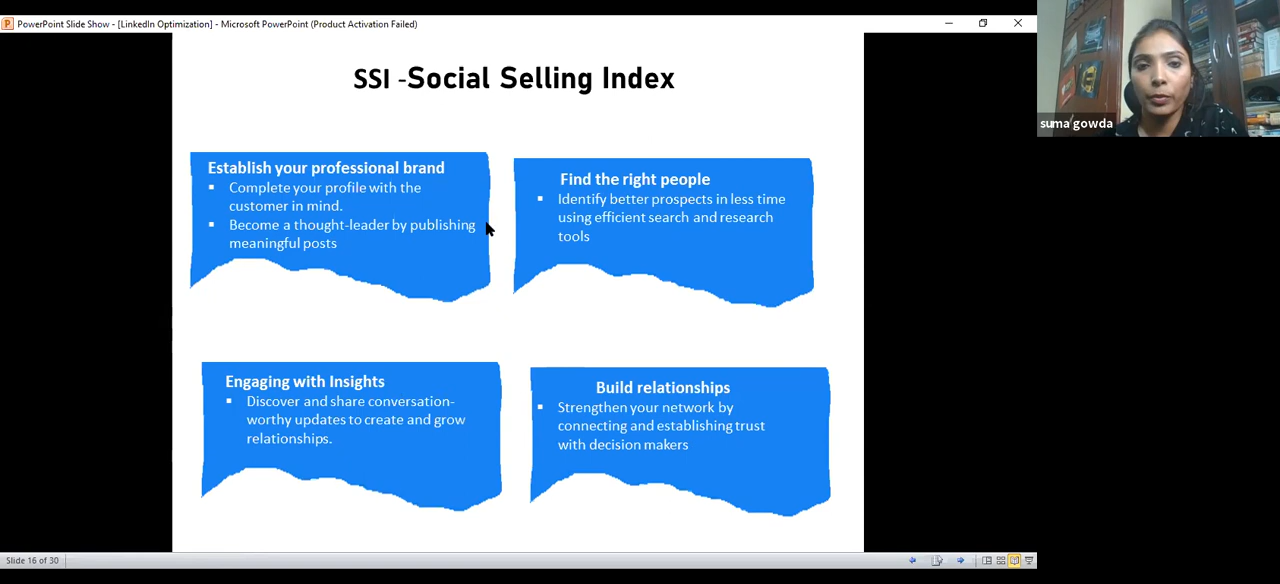 PowerPoint Slide Show - [LinkedIn Optimization] - Microsoft PowerPoint (Product Activation Failed)
suma gowda
SSI -Social Selling Index
Establish your professional brand
▪ Complete your profile with the
customer in mind.
▪ Become a thought-leader by publishing
meaningful posts
Find the right people
▪ Identify better prospects in less time
using efficient search and research
tools
Engaging with Insights
▪ Discover and share conversation-
worthy updates to create and grow
relationships.
Build relationships
▪ Strengthen your network by
connecting and establishing trust
with decision makers
Slide 16 of 30